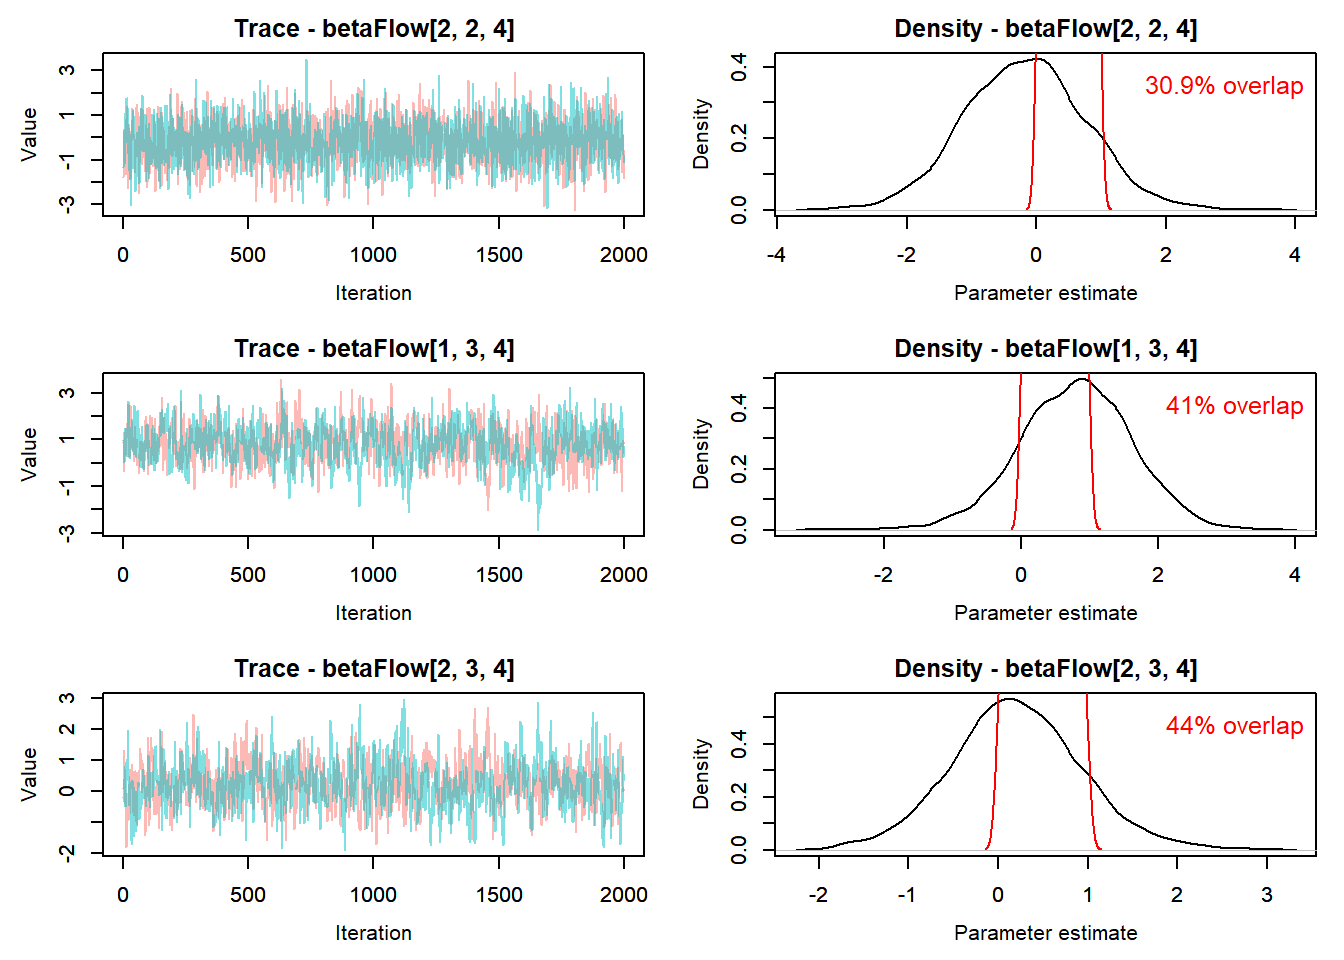 Trace - betaFlow[2, 2, 4]
Value
3
1
-1
-3
0 500 1000 1500 2000
Iteration
Density - betaFlow[2, 2, 4]
30.9% overlap
Density
0.4
0.2
0.0
-4 -2 0 2 4
Parameter estimate
Trace - betaFlow[1, 3, 4]
Value
3
1
-1
-3
0 500 1000 1500 2000
Iteration
Density - betaFlow[1, 3, 4]
41% overlap
Density
0.4
0.2
0.0
-2 0 2 4
Parameter estimate
Trace - betaFlow[2, 3, 4]
Value
3
2
1
0
-2
0 500 1000 1500 2000
Iteration
Density - betaFlow[2, 3, 4]
44% overlap
Density
0.4
0.2
0.0
-2 -1 0 1 2 3
Parameter estimate